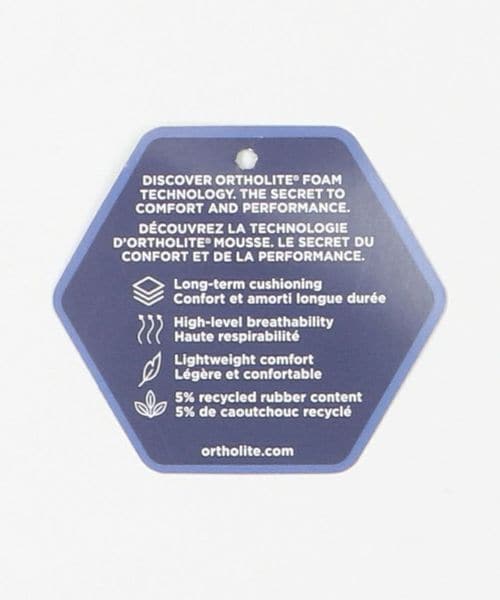 DISCOVER ORTHOLITE® FOAM
TECHNOLOGY. THE SECRET TO
COMFORT AND PERFORMANCE.
DÉCOUVREZ LA TECHNOLOGIE
D'ORTHOLITE® MOUSSE. LE SECRET DU
CONFORT ET DE LA PERFORMANCE.
Long-term cushioning
Confort et amorti longue durée
High-level breathability
Haute respirabilité
Lightweight comfort
Légère et confortable
5% recycled rubber content
5% de caoutchouc recyclé
ortholite.com